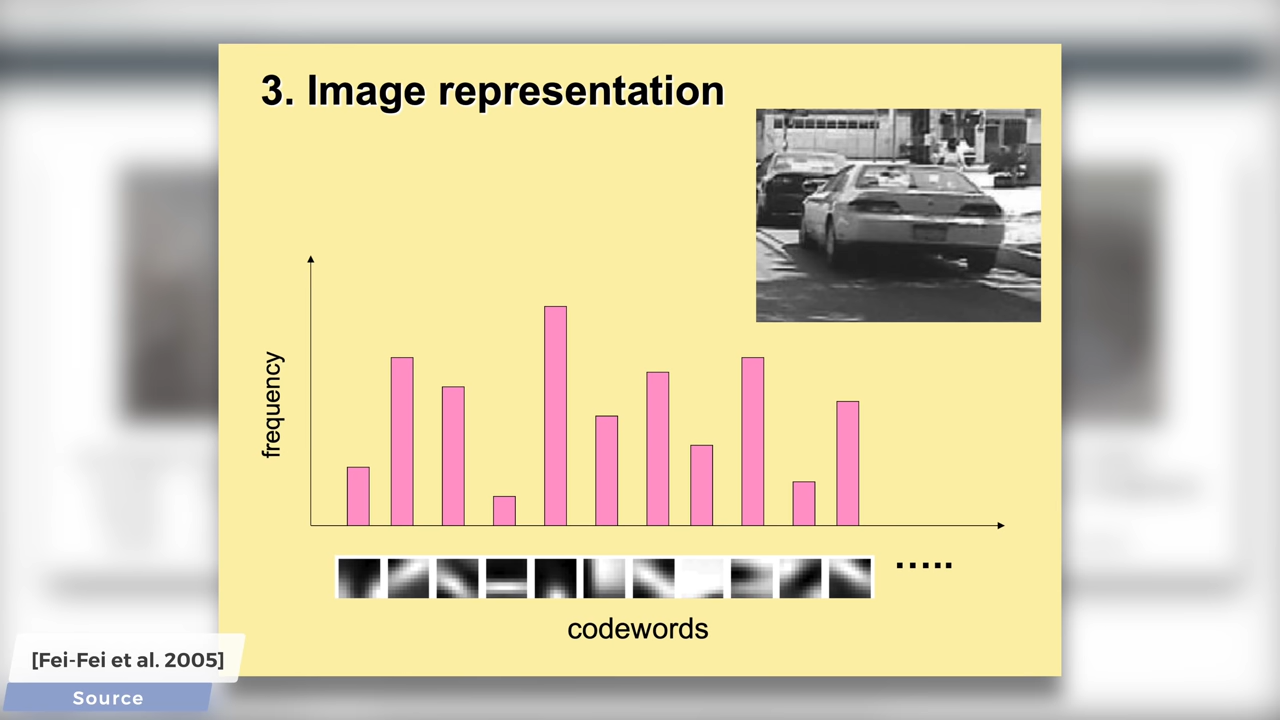 3. Image representation
frequency
.....
codewords
[Fei-Fei et al. 2005]
Source